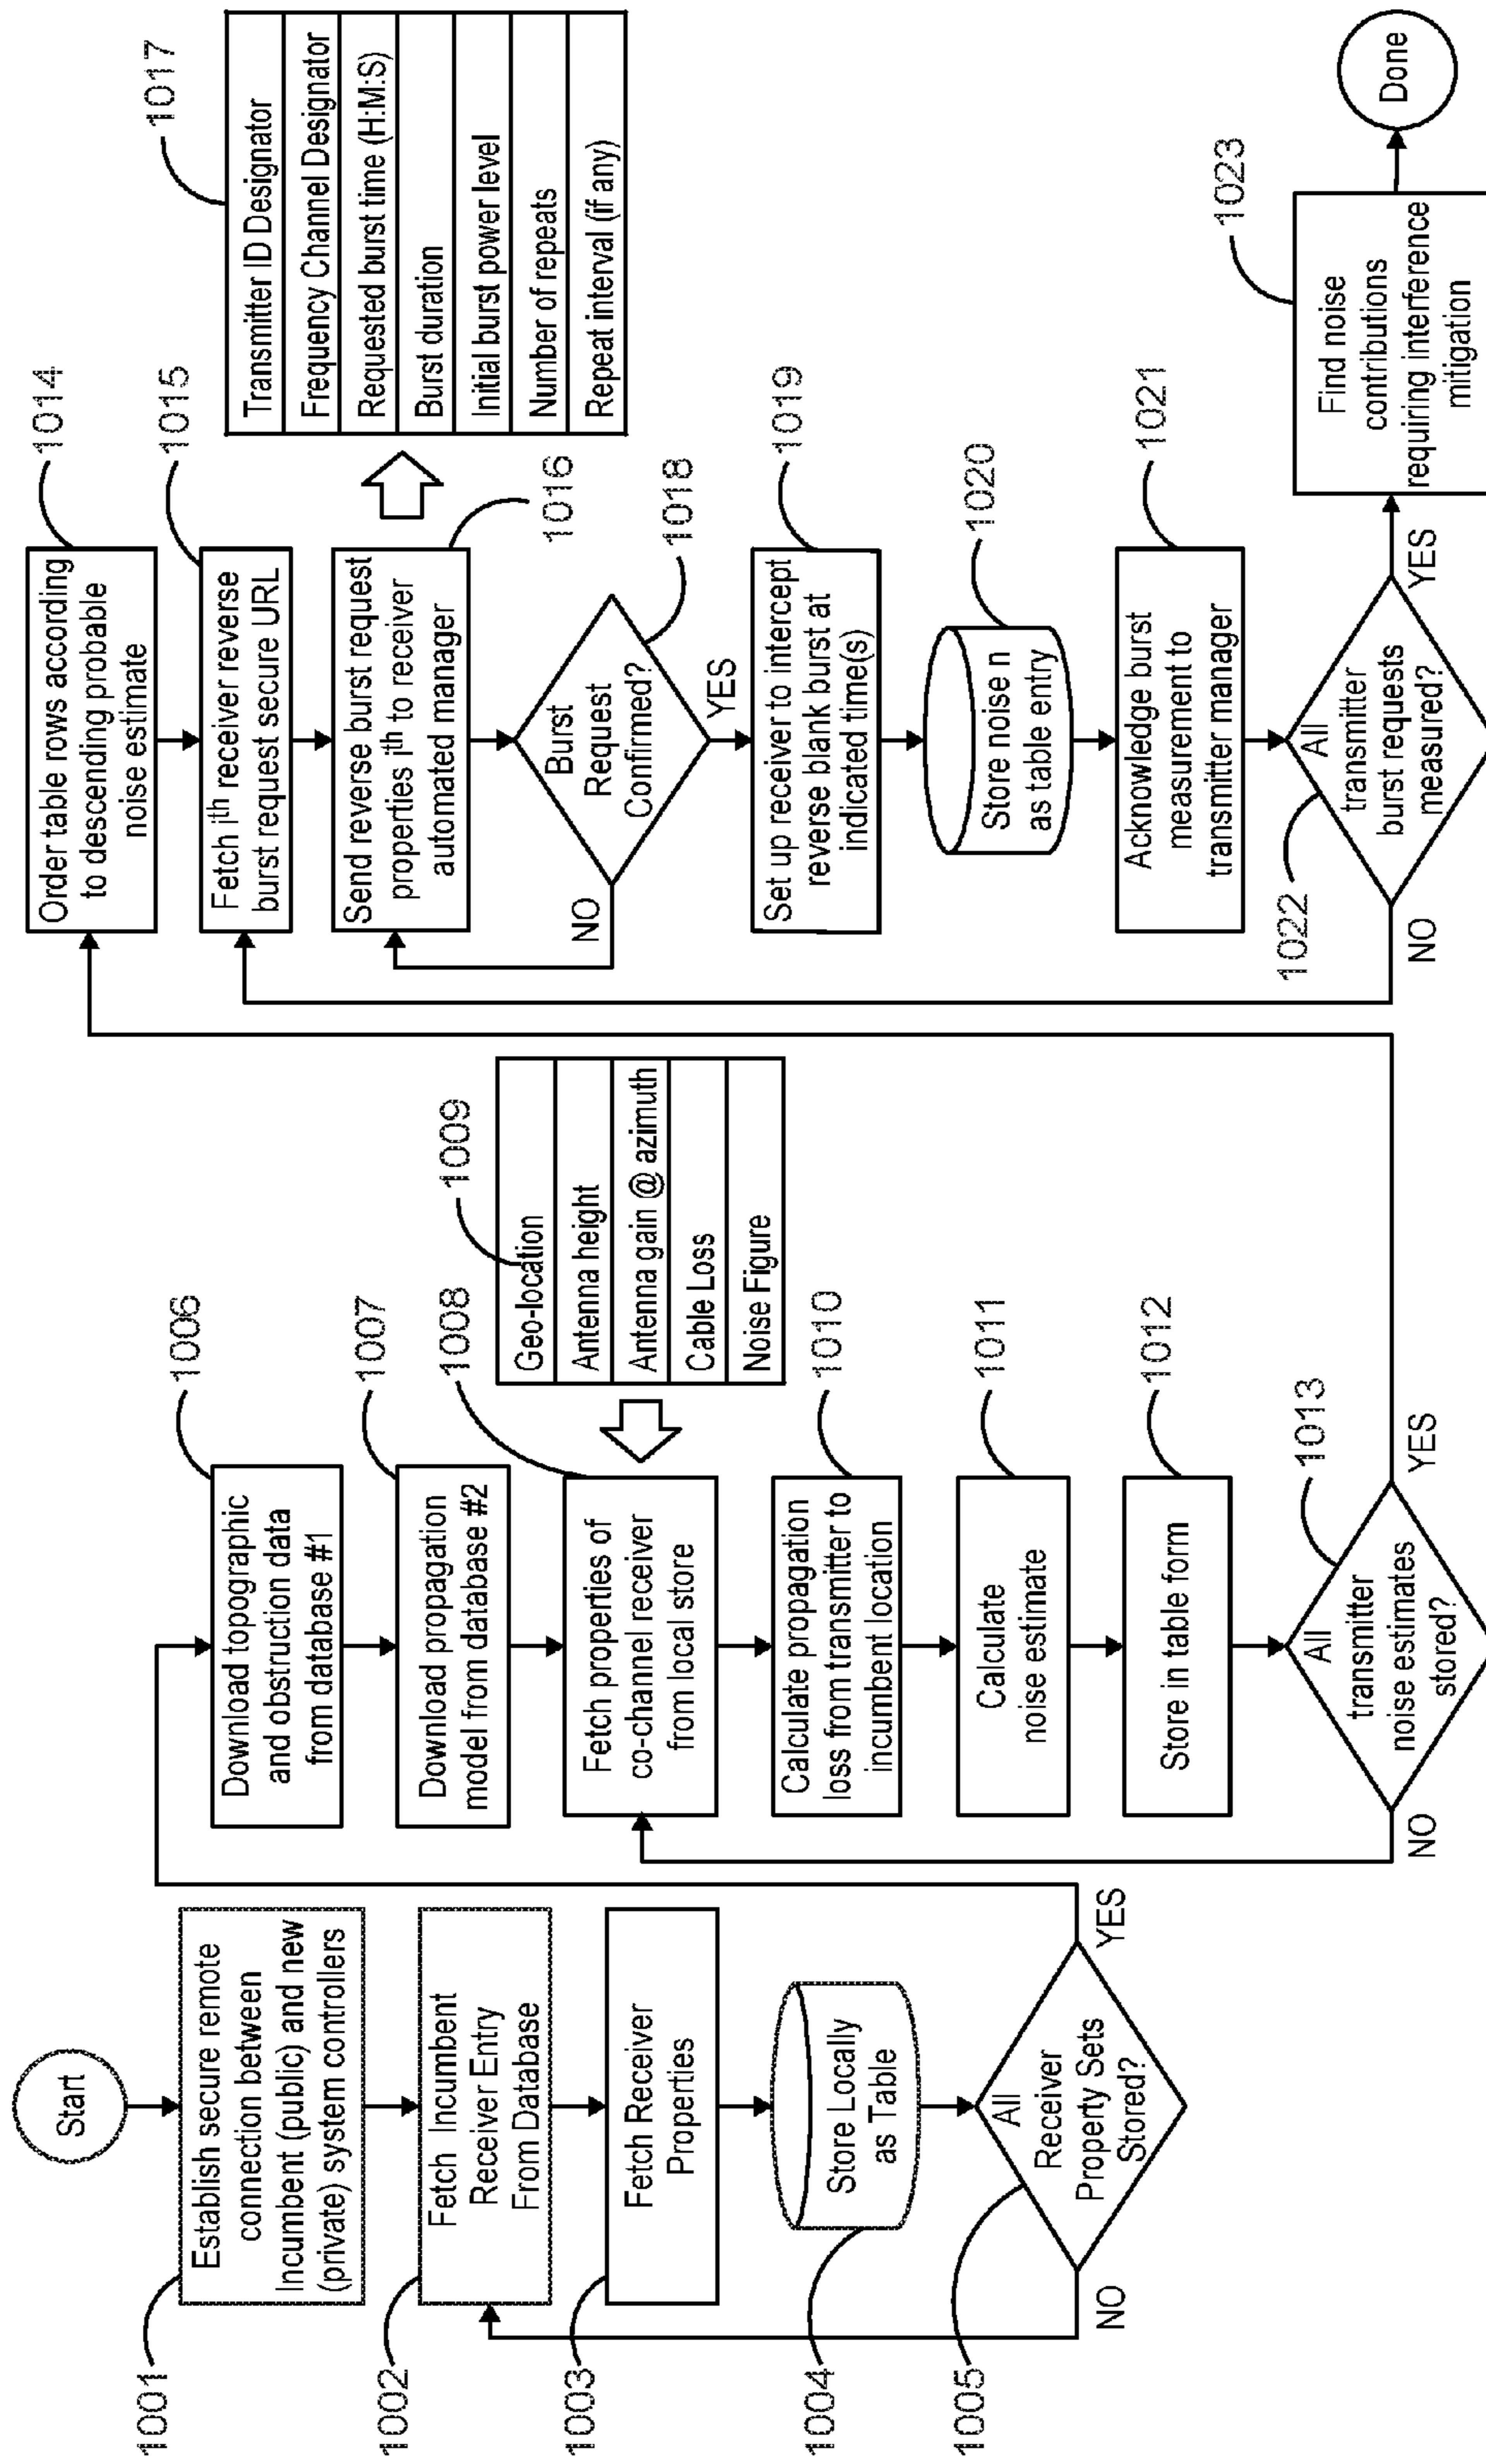 Start
1001
Establish secure remote
connection between
Incumbent (public) and new
(private) system controllers
1002
Fetch Incumbent
Receiver Entry
From Database
1003
Fetch Receiver
Properties
1004
Store Locally
as Table
1005
All
Receiver
Property Sets
Stored?
NO
YES
1006
Download topographic
and obstruction data
from database #1
1007
Download propagation
model from database #2
1008
Fetch properties of
co-channel receiver
from local store
1009
Geo-location
Antenna height
Antenna gain @ azimuth
Cable Loss
Noise Figure
1010
Calculate propagation
loss from transmitter to
incumbent location
1011
Calculate
noise estimate
1012
Store in table form
1013
All
transmitter
noise estimates
stored?
NO
YES
1014
Order table rows according
to descending probable
noise estimate
1015
Fetch ith receiver reverse
burst request secure URL
1016
Send reverse burst request
properties ith to receiver
automated manager
1017
Transmitter ID Designator
Frequency Channel Designator
Requested burst time (H:M:S)
Burst duration
Initial burst power level
Number of repeats
Repeat interval (if any)
1018
Burst
Request
Confirmed?
NO
YES
1019
Set up receiver to intercept
reverse blank burst at
indicated time(s)
1020
Store noise n
as table entry
1021
Acknowledge burst
measurement to
transmitter manager
1022
All
transmitter
burst requests
measured?
NO
YES
1023
Find noise
contributions
requiring interference
mitigation
Done